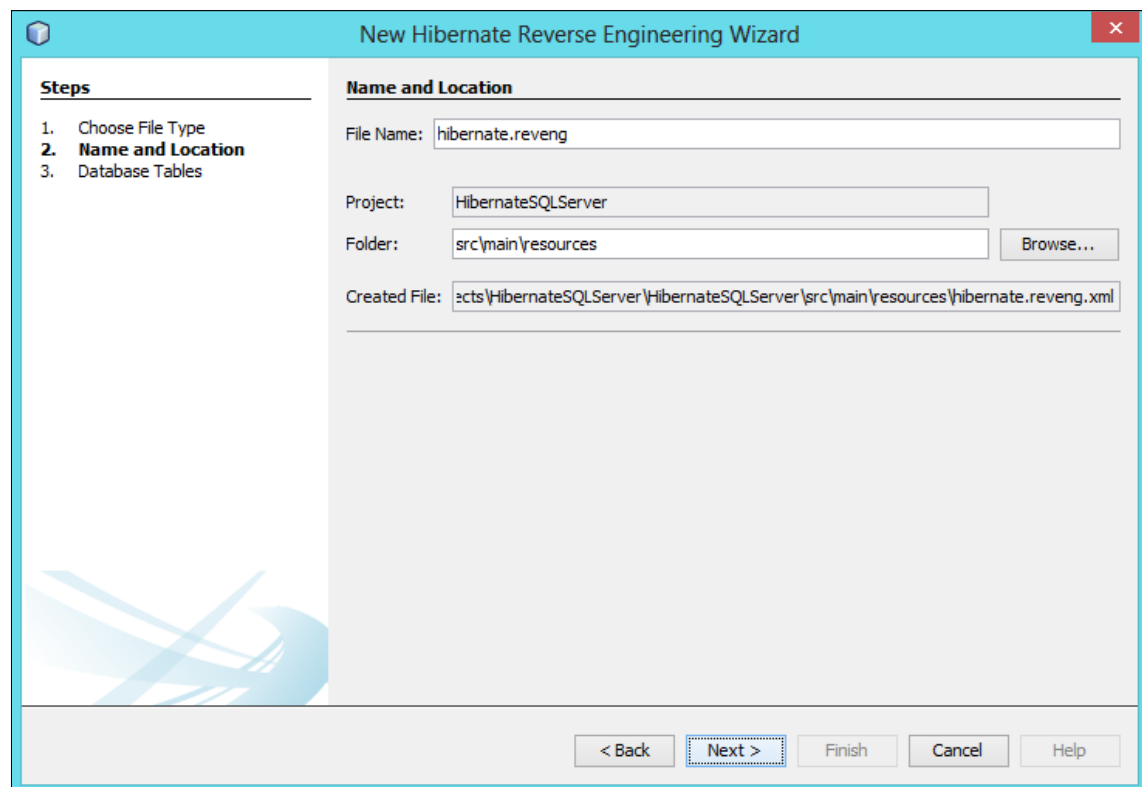 New Hibernate Reverse Engineering Wizard
Steps
1. Choose File Type
2. Name and Location
3. Database Tables
Name and Location
File Name: hibernate.reveng
Project: HibernateSQLServer
Folder: src\main\resources Browse...
Created File: ects\HibernateSQLServer\HibernateSQLServer\src\main\resources\hibernate.reveng.xml
< Back Next > Finish Cancel Help